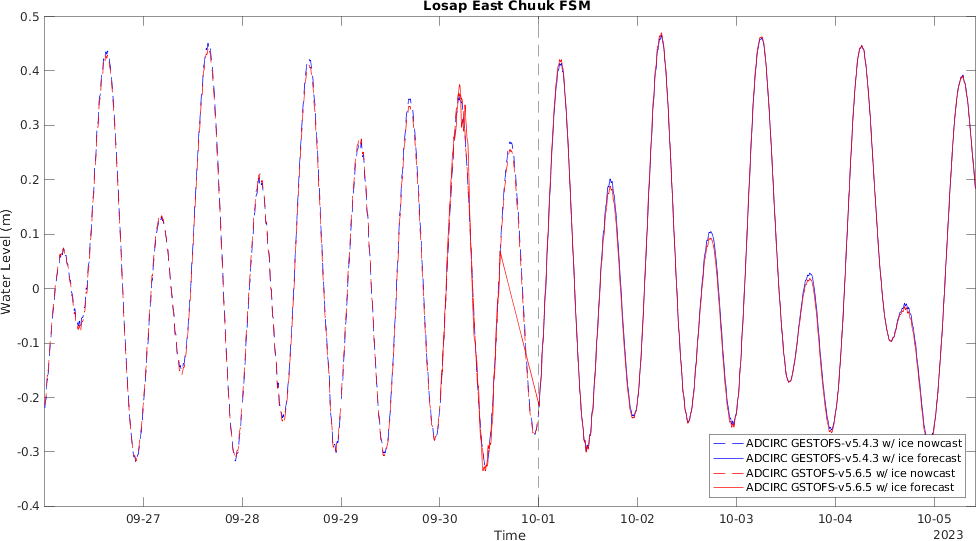 Losap East Chuuk FSM
0.5
0.4
0.3
0.2
0.1
0
-0.1
-0.2
-0.3
-0.4
Water Level (m)
ADCIRC GESTOFS-v5.4.3 w/ ice nowcast
ADCIRC GESTOFS-v5.4.3 w/ ice forecast
ADCIRC GSTOFS-v5.6.5 w/ ice nowcast
ADCIRC GSTOFS-v5.6.5 w/ ice forecast
09-27 09-28 09-29 09-30 10-01 10-02 10-03 10-04 10-05
Time 2023